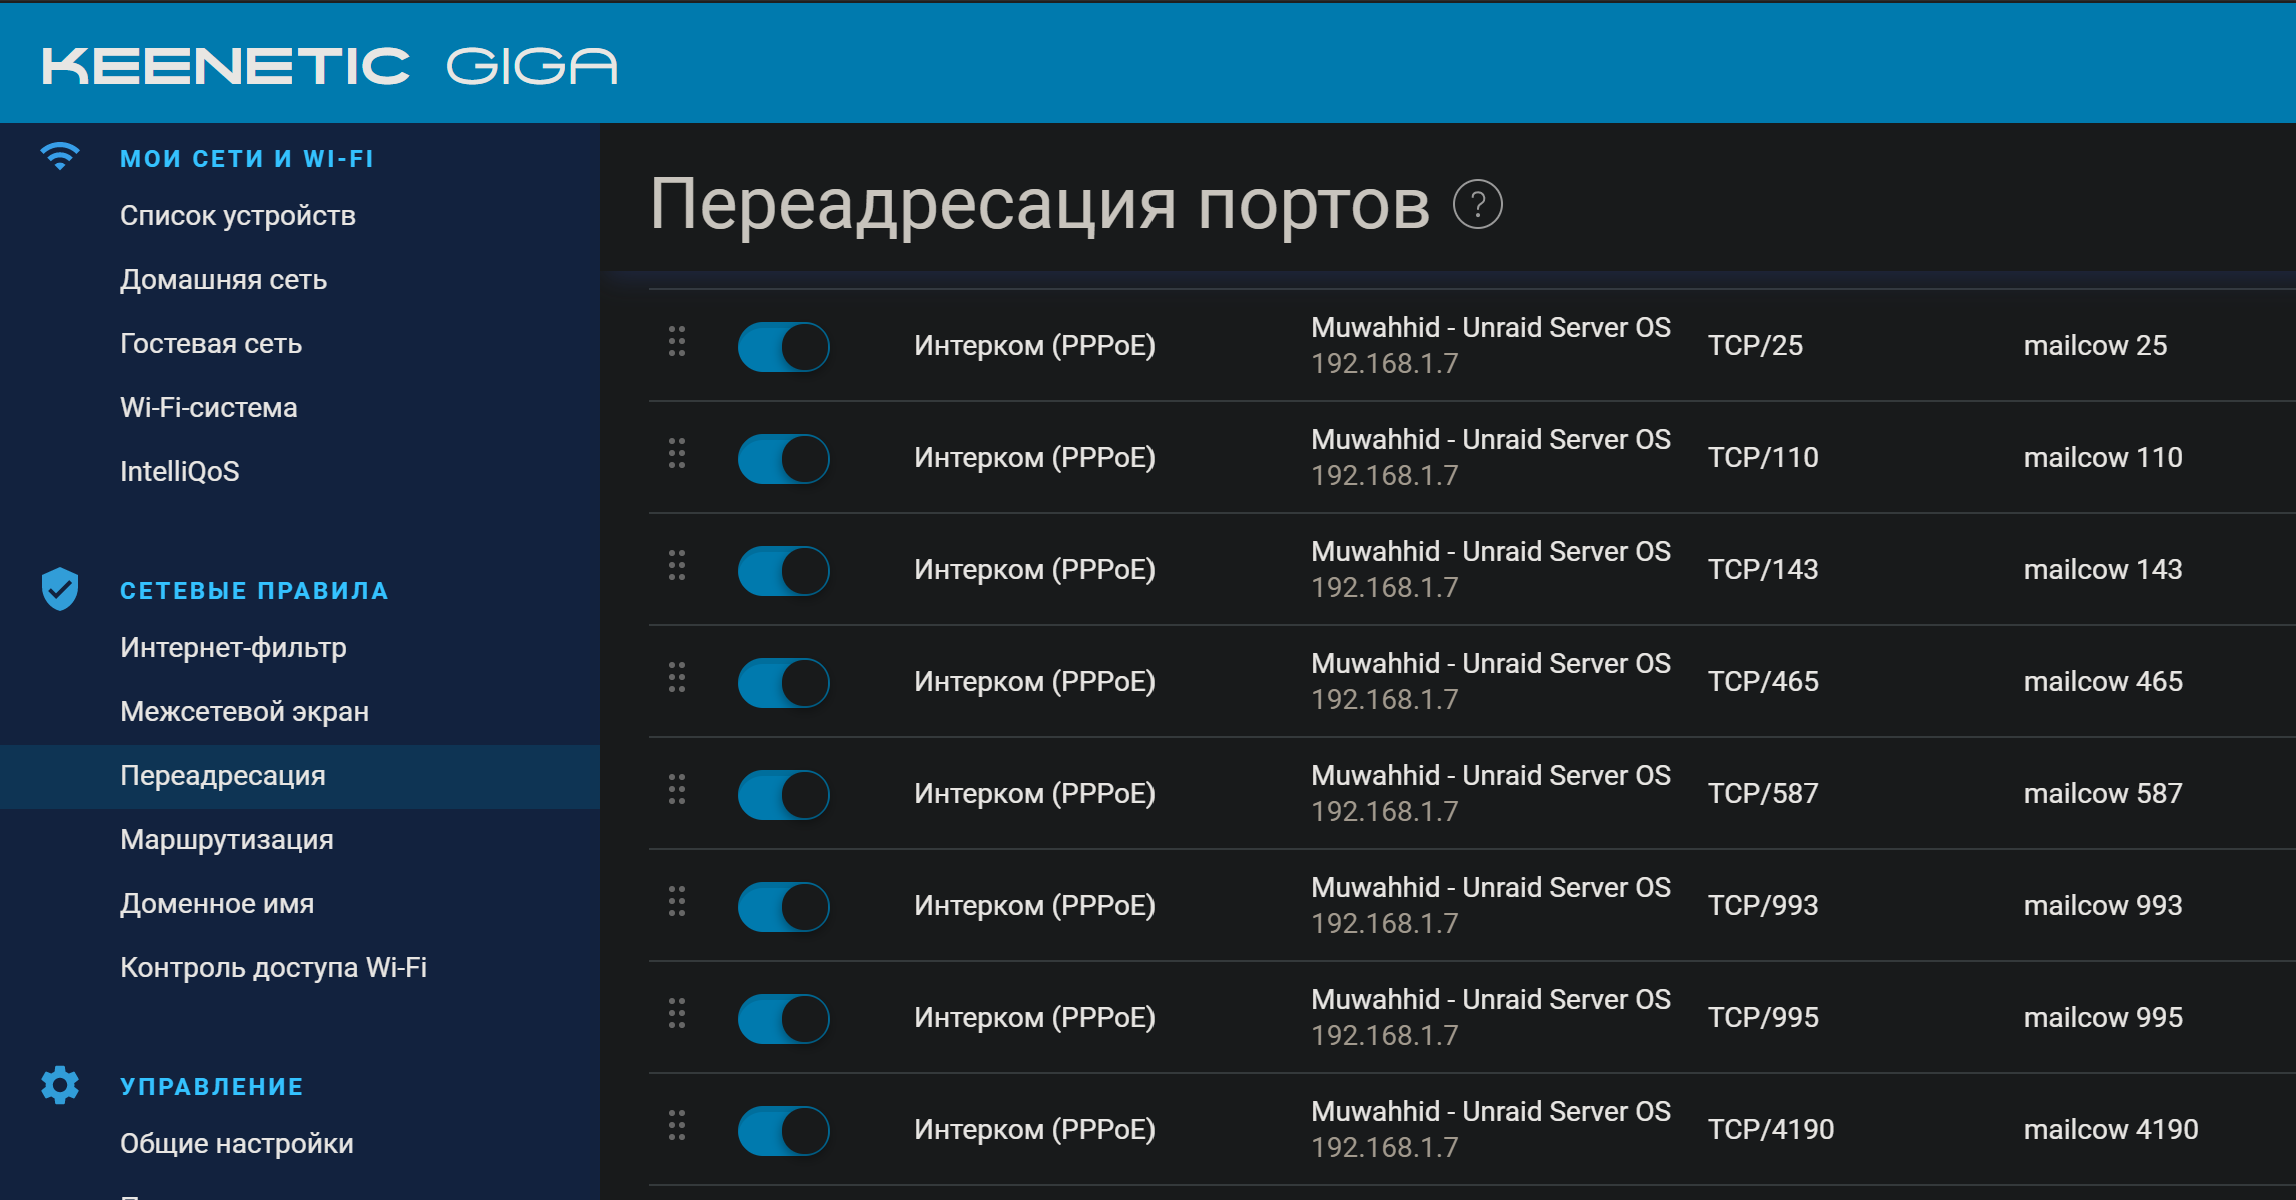 KEENETIC GIGA
МОИ СЕТИ И WI-FI
Список устройств
Домашняя сеть
Гостевая сеть
Wi-Fi-система
IntelliQoS
СЕТЕВЫЕ ПРАВИЛА
Интернет-фильтр
Межсетевой экран
Переадресация
Маршрутизация
Доменное имя
Контроль доступа Wi-Fi
УПРАВЛЕНИЕ
Общие настройки
Переадресация портов ?
Интерком (PPPoE) Muwahhid - Unraid Server OS TCP/25 mailcow 25
192.168.1.7
Интерком (PPPoE) Muwahhid - Unraid Server OS TCP/110 mailcow 110
192.168.1.7
Интерком (PPPoE) Muwahhid - Unraid Server OS TCP/143 mailcow 143
192.168.1.7
Интерком (PPPoE) Muwahhid - Unraid Server OS TCP/465 mailcow 465
192.168.1.7
Интерком (PPPoE) Muwahhid - Unraid Server OS TCP/587 mailcow 587
192.168.1.7
Интерком (PPPoE) Muwahhid - Unraid Server OS TCP/993 mailcow 993
192.168.1.7
Интерком (PPPoE) Muwahhid - Unraid Server OS TCP/995 mailcow 995
192.168.1.7
Интерком (PPPoE) Muwahhid - Unraid Server OS TCP/4190 mailcow 4190
192.168.1.7